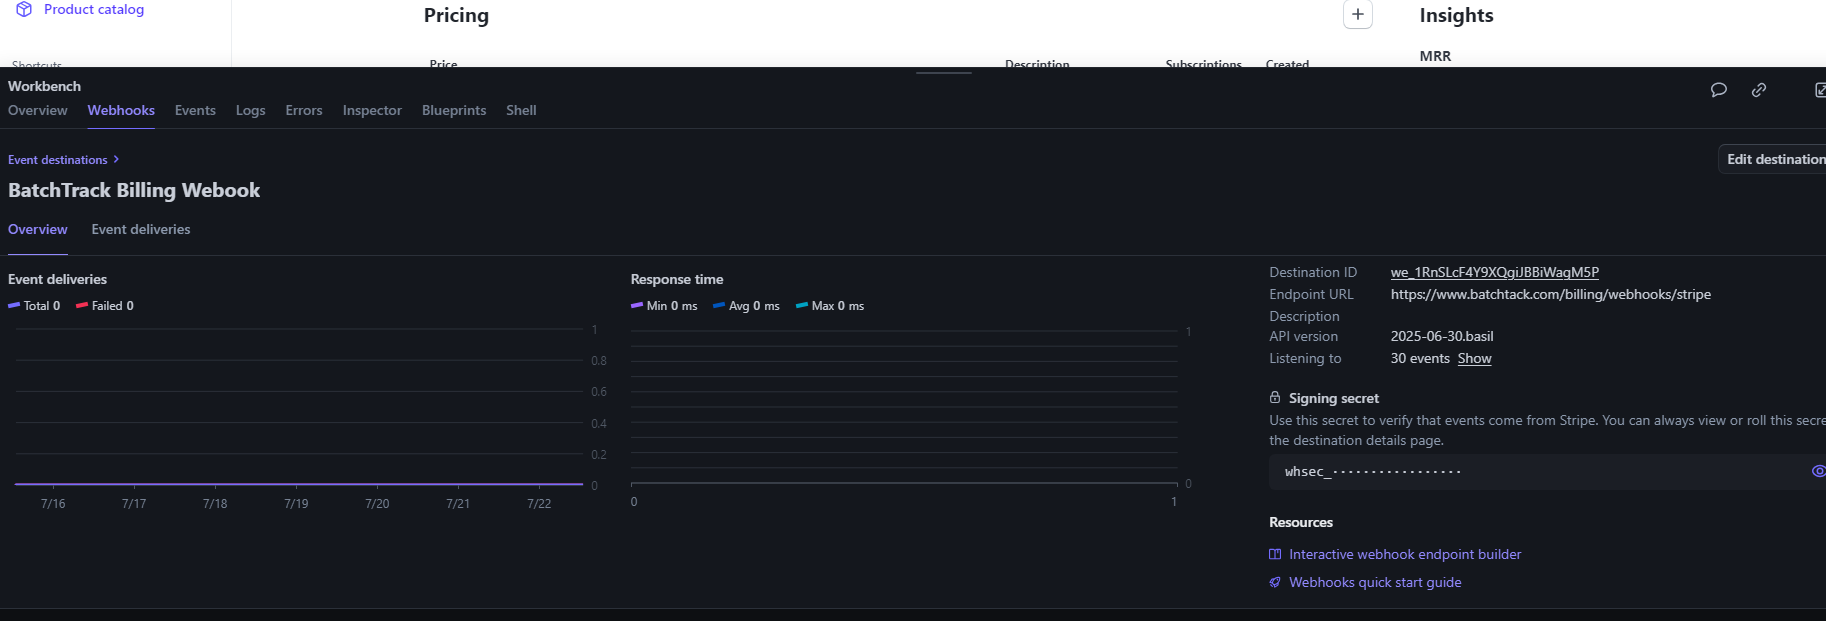 Product catalog
Pricing
Insights
Shortcuts
Price
Description
Subscriptions
Created
MRR
Workbench
Overview
Webhooks
Events
Logs
Errors
Inspector
Blueprints
Shell
Event destinations
Edit destination
BatchTrack Billing Webook
Overview
Event deliveries
Event deliveries
Total 0
Failed 0
1
0.8
0.6
0.4
0.2
0
7/16
7/17
7/18
7/19
7/20
7/21
7/22
Response time
Min 0 ms
Avg 0 ms
Max 0 ms
1
0
0
1
Destination ID we_1RnSLcF4Y9XQgiJBBiWaqM5P
Endpoint URL https://www.batchtack.com/billing/webhooks/stripe
Description
API version 2025-06-30.basil
Listening to 30 events Show
Signing secret
Use this secret to verify that events come from Stripe. You can always view or roll this secre
the destination details page.
whsec_·················
Resources
Interactive webhook endpoint builder
Webhooks quick start guide